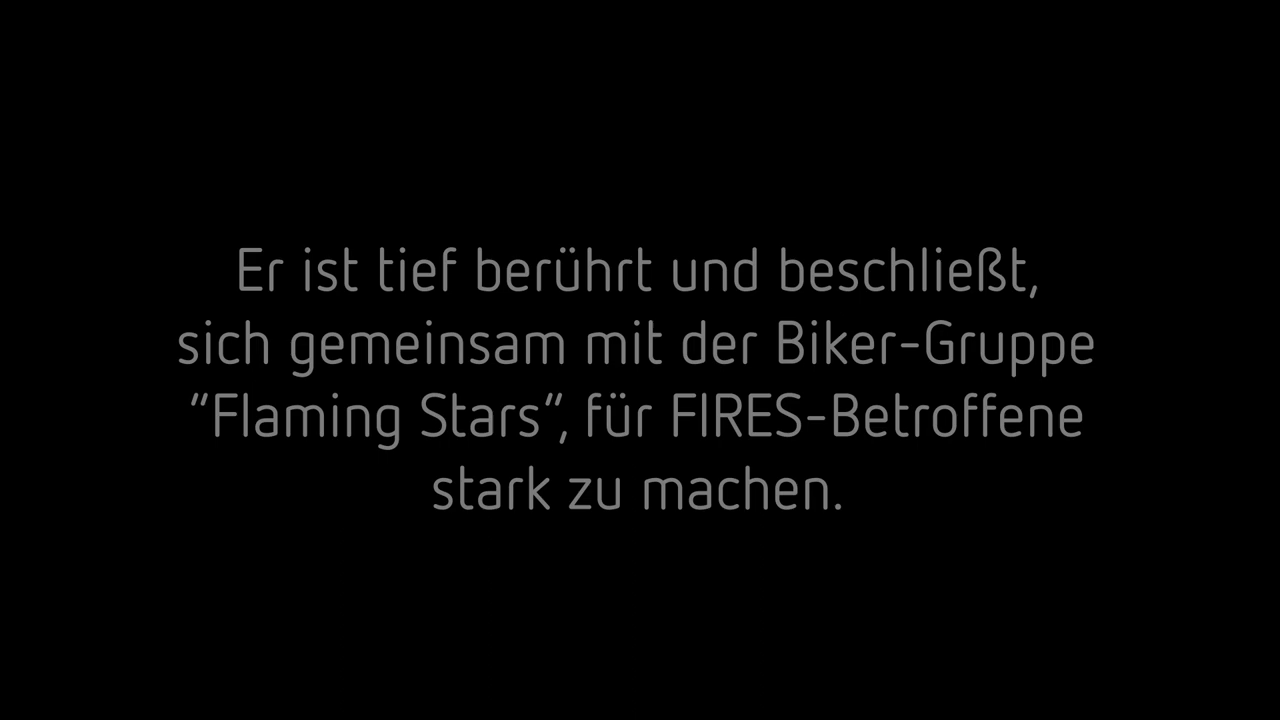 Er ist tief berührt und beschließt,
sich gemeinsam mit der Biker-Gruppe
“Flaming Stars”, für FIRES-Betroffene
stark zu machen.